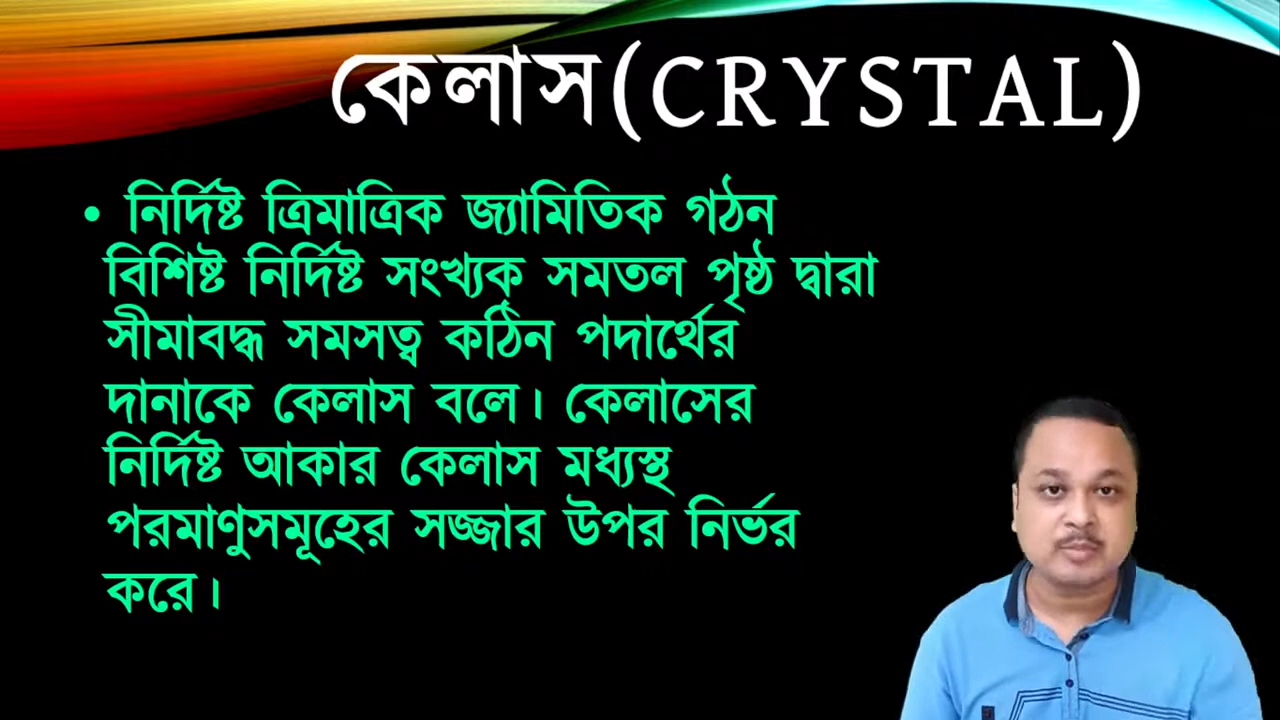 কেলাস(CRYSTAL)
• নির্দিষ্ট ত্রিমাত্রিক জ্যামিতিক গঠন
বিশিষ্ট নির্দিষ্ট সংখ্যক সমতল পৃষ্ঠ দ্বারা
সীমাবদ্ধ সমসত্ব কঠিন পদার্থের
দানাকে কেলাস বলে। কেলাসের
নির্দিষ্ট আকার কেলাস মধ্যস্থ
পরমাণুসমূহের সজ্জার উপর নির্ভর
করে।